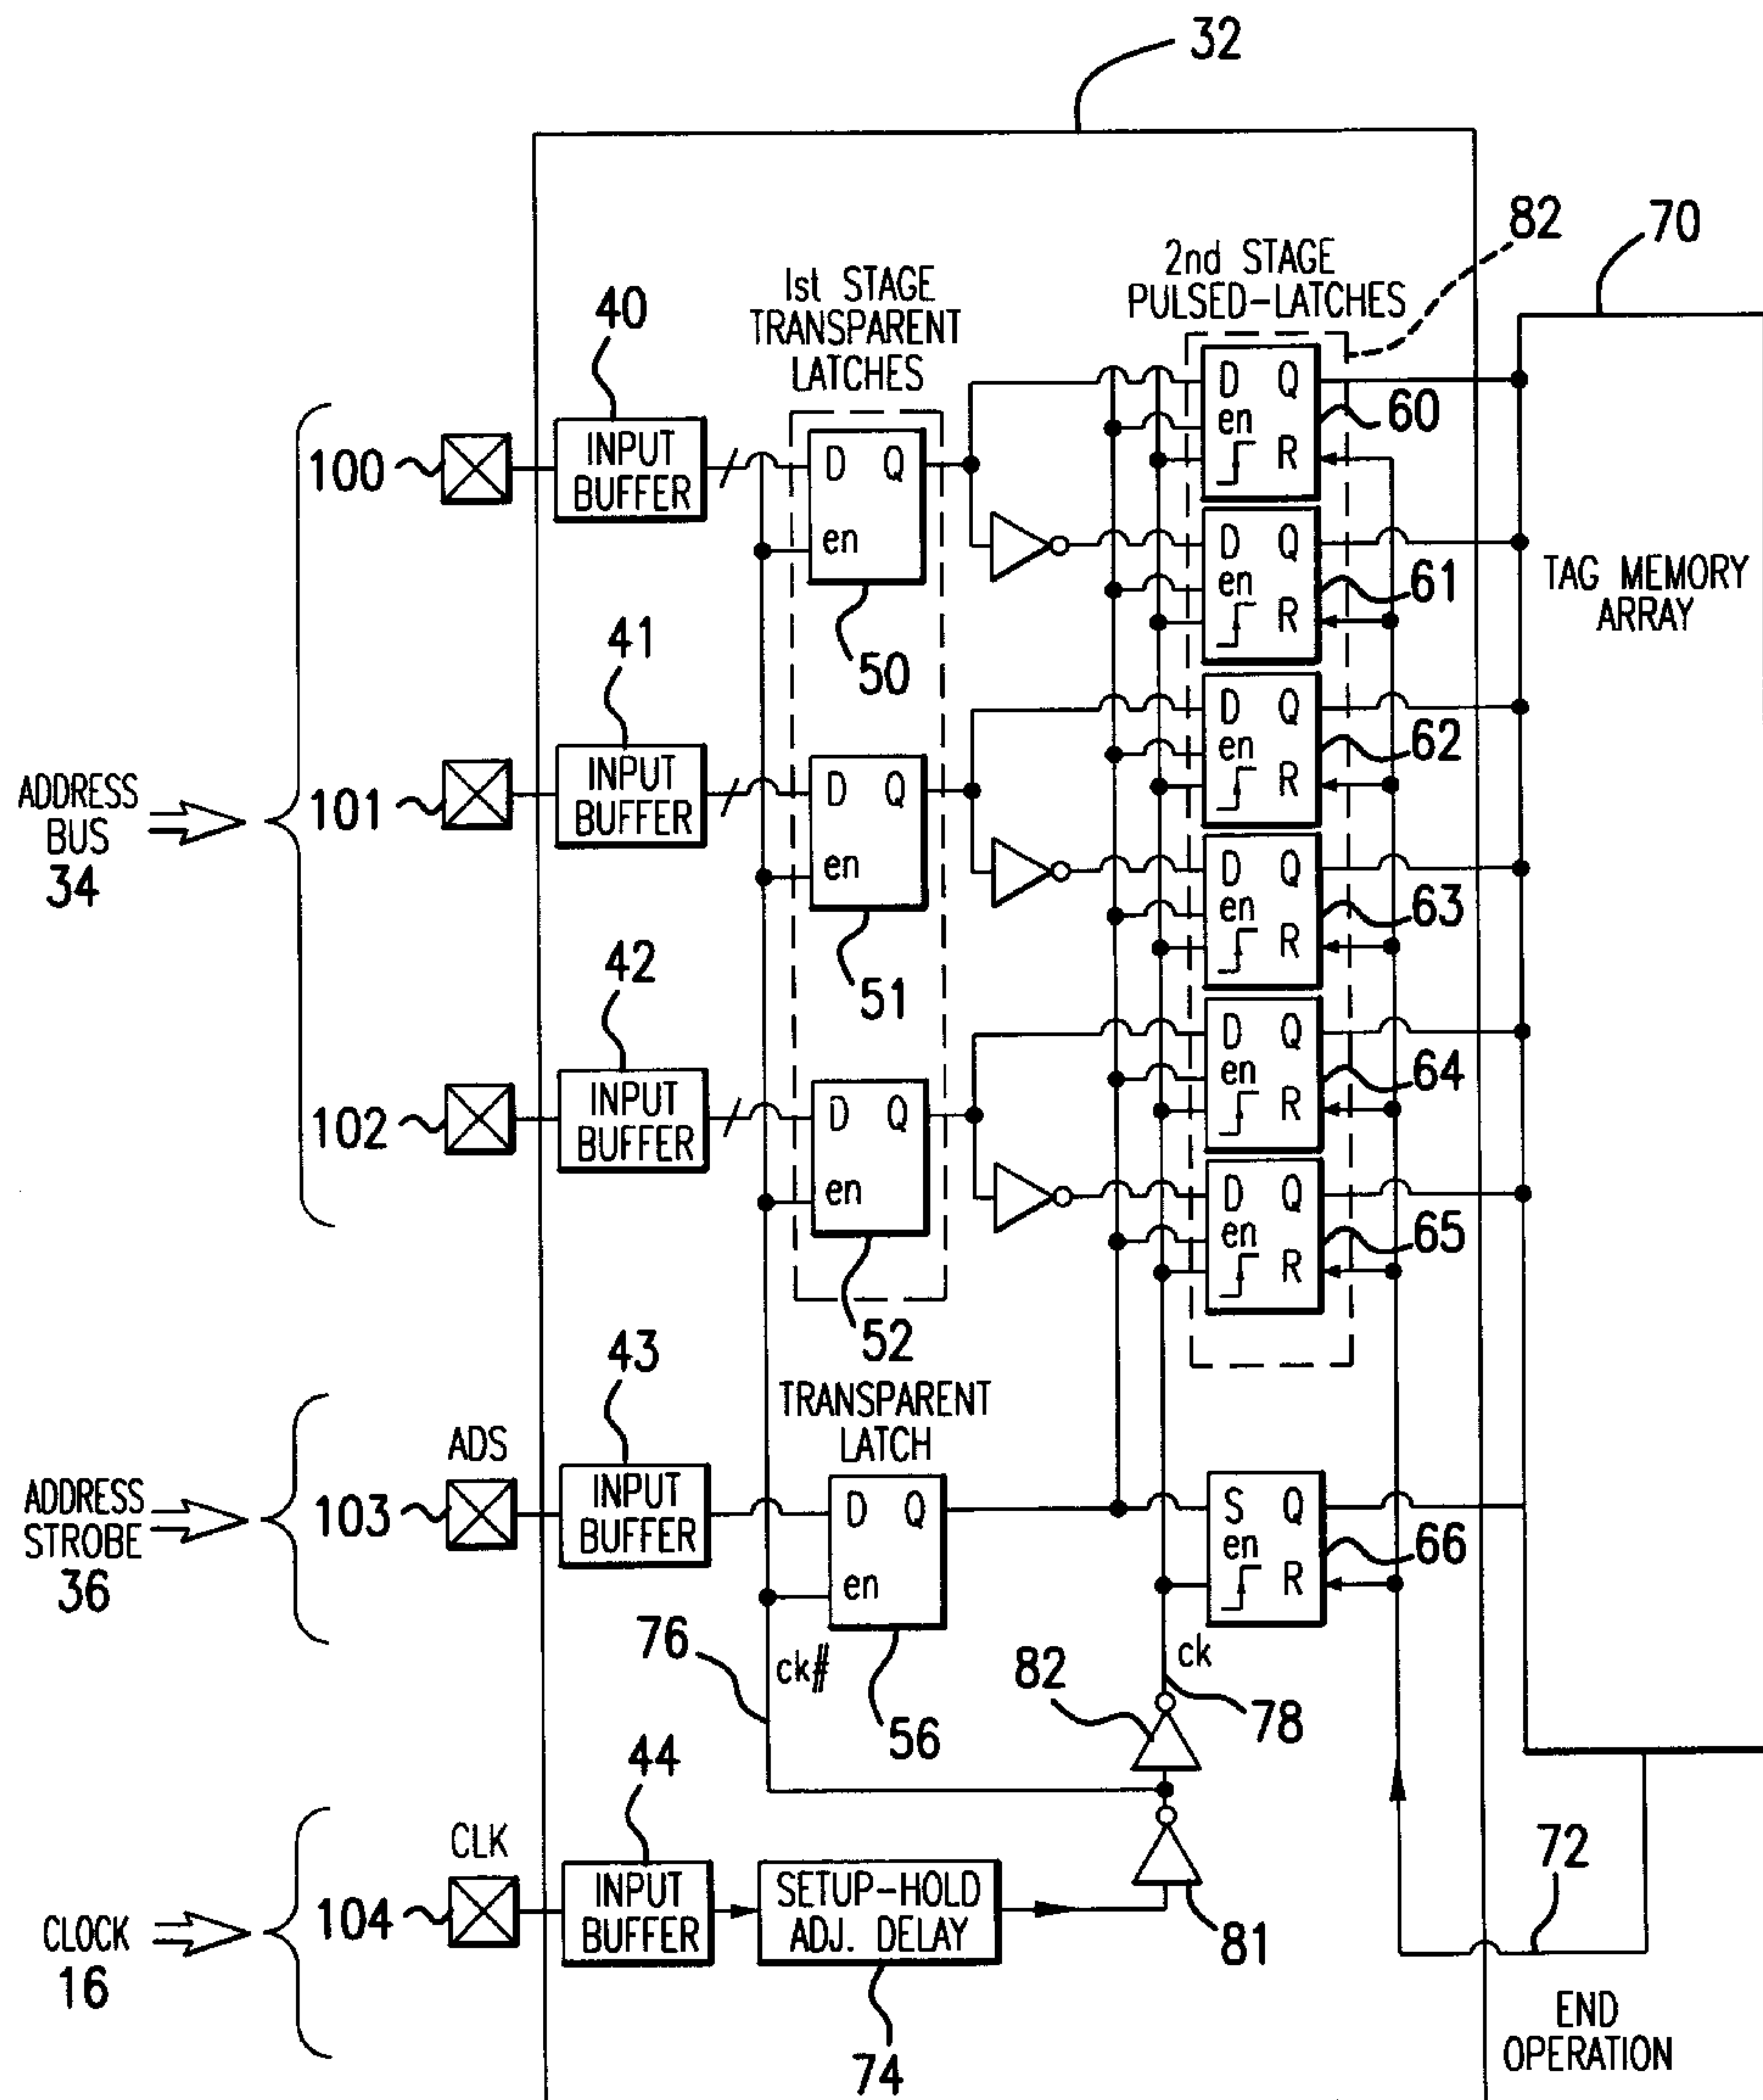 32
82
70
2nd STAGE
PULSED-LATCHES
1st STAGE
TRANSPARENT
LATCHES
40
100
INPUT
BUFFER
D Q
en
50
D Q
en
R
60
D Q
en
R
61
TAG MEMORY
ARRAY
41
ADDRESS
BUS
34
101
INPUT
BUFFER
D Q
en
51
D Q
en
R
62
D Q
en
R
63
42
102
INPUT
BUFFER
D Q
en
52
D Q
en
R
64
D Q
en
R
65
43
TRANSPARENT
LATCH
ADDRESS
STROBE
36
ADS
103
INPUT
BUFFER
D Q
en
56
S Q
en
R
66
76
ck#
82
ck
78
44
CLOCK
16
CLK
104
INPUT
BUFFER
SETUP-HOLD
ADJ. DELAY
74
81
72
END
OPERATION